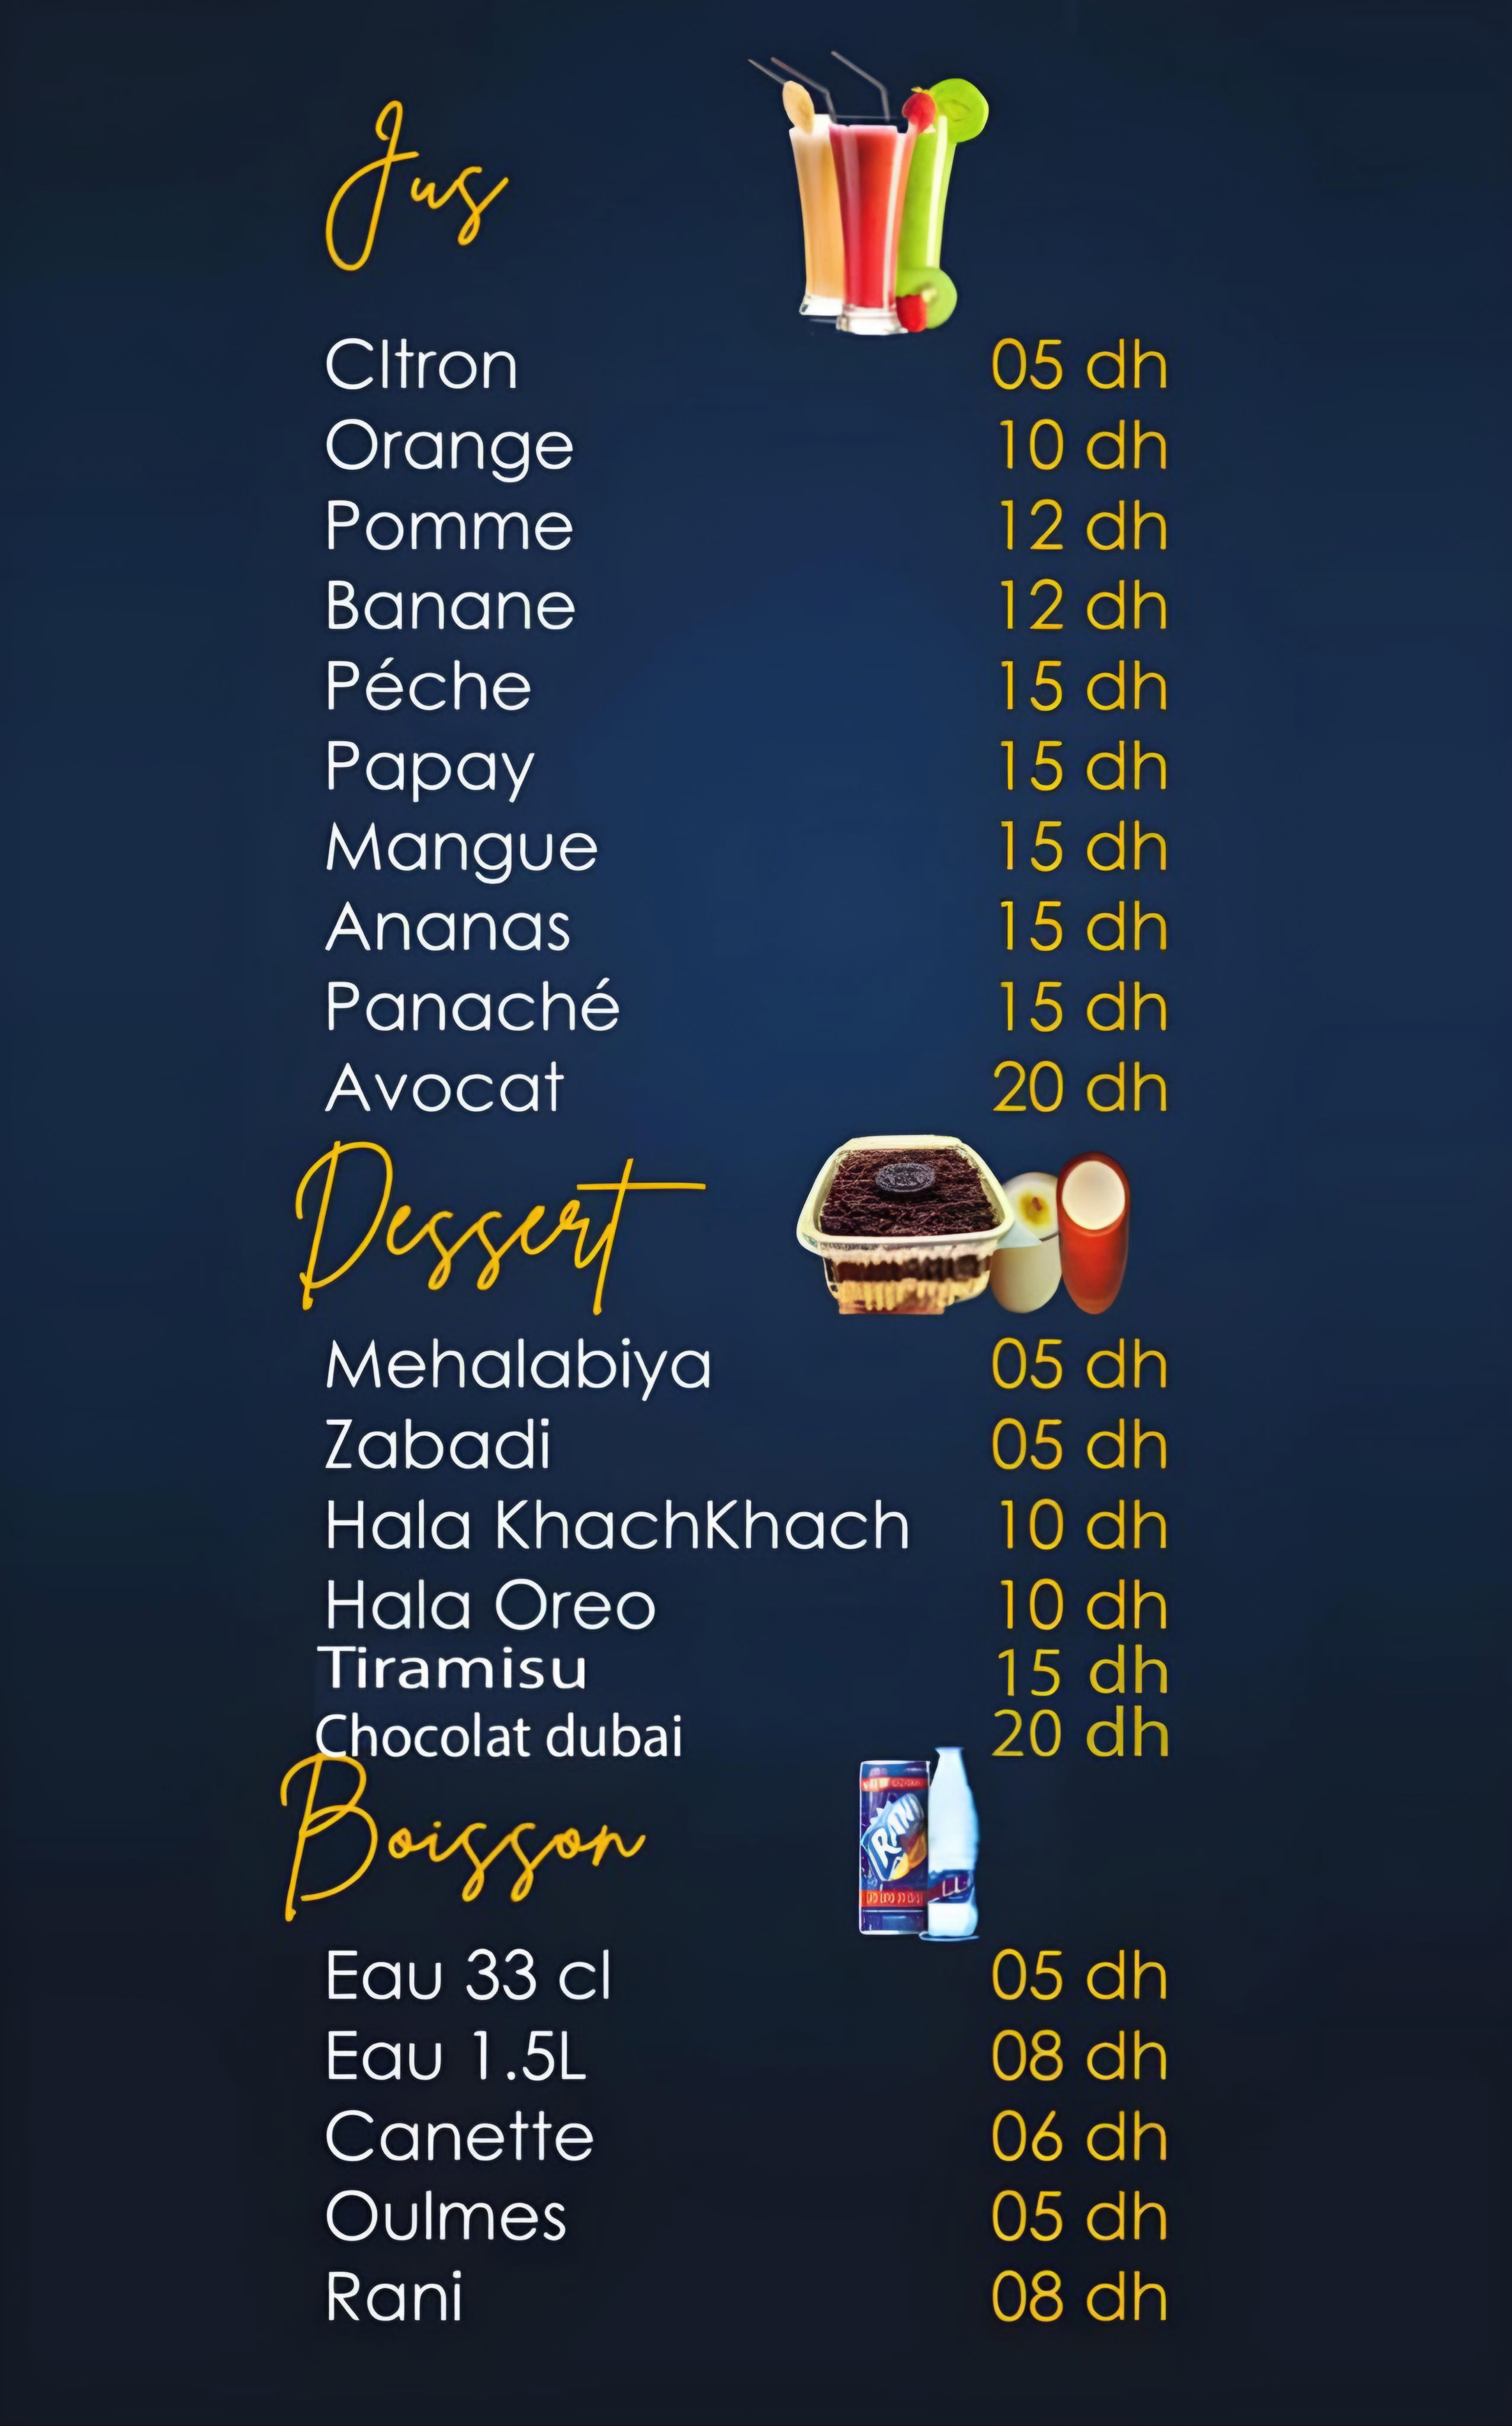 Jus
CItron 05 dh
Orange 10 dh
Pomme 12 dh
Banane 12 dh
Péche 15 dh
Papay 15 dh
Mangue 15 dh
Ananas 15 dh
Panaché 15 dh
Avocat 20 dh
Dessert
Mehalabiya 05 dh
Zabadi 05 dh
Hala KhachKhach 10 dh
Hala Oreo 10 dh
Tiramisu 15 dh
Chocolat dubai 20 dh
Boisson
RANI
Eau 33 cl 05 dh
Eau 1.5L 08 dh
Canette 06 dh
Oulmes 05 dh
Rani 08 dh